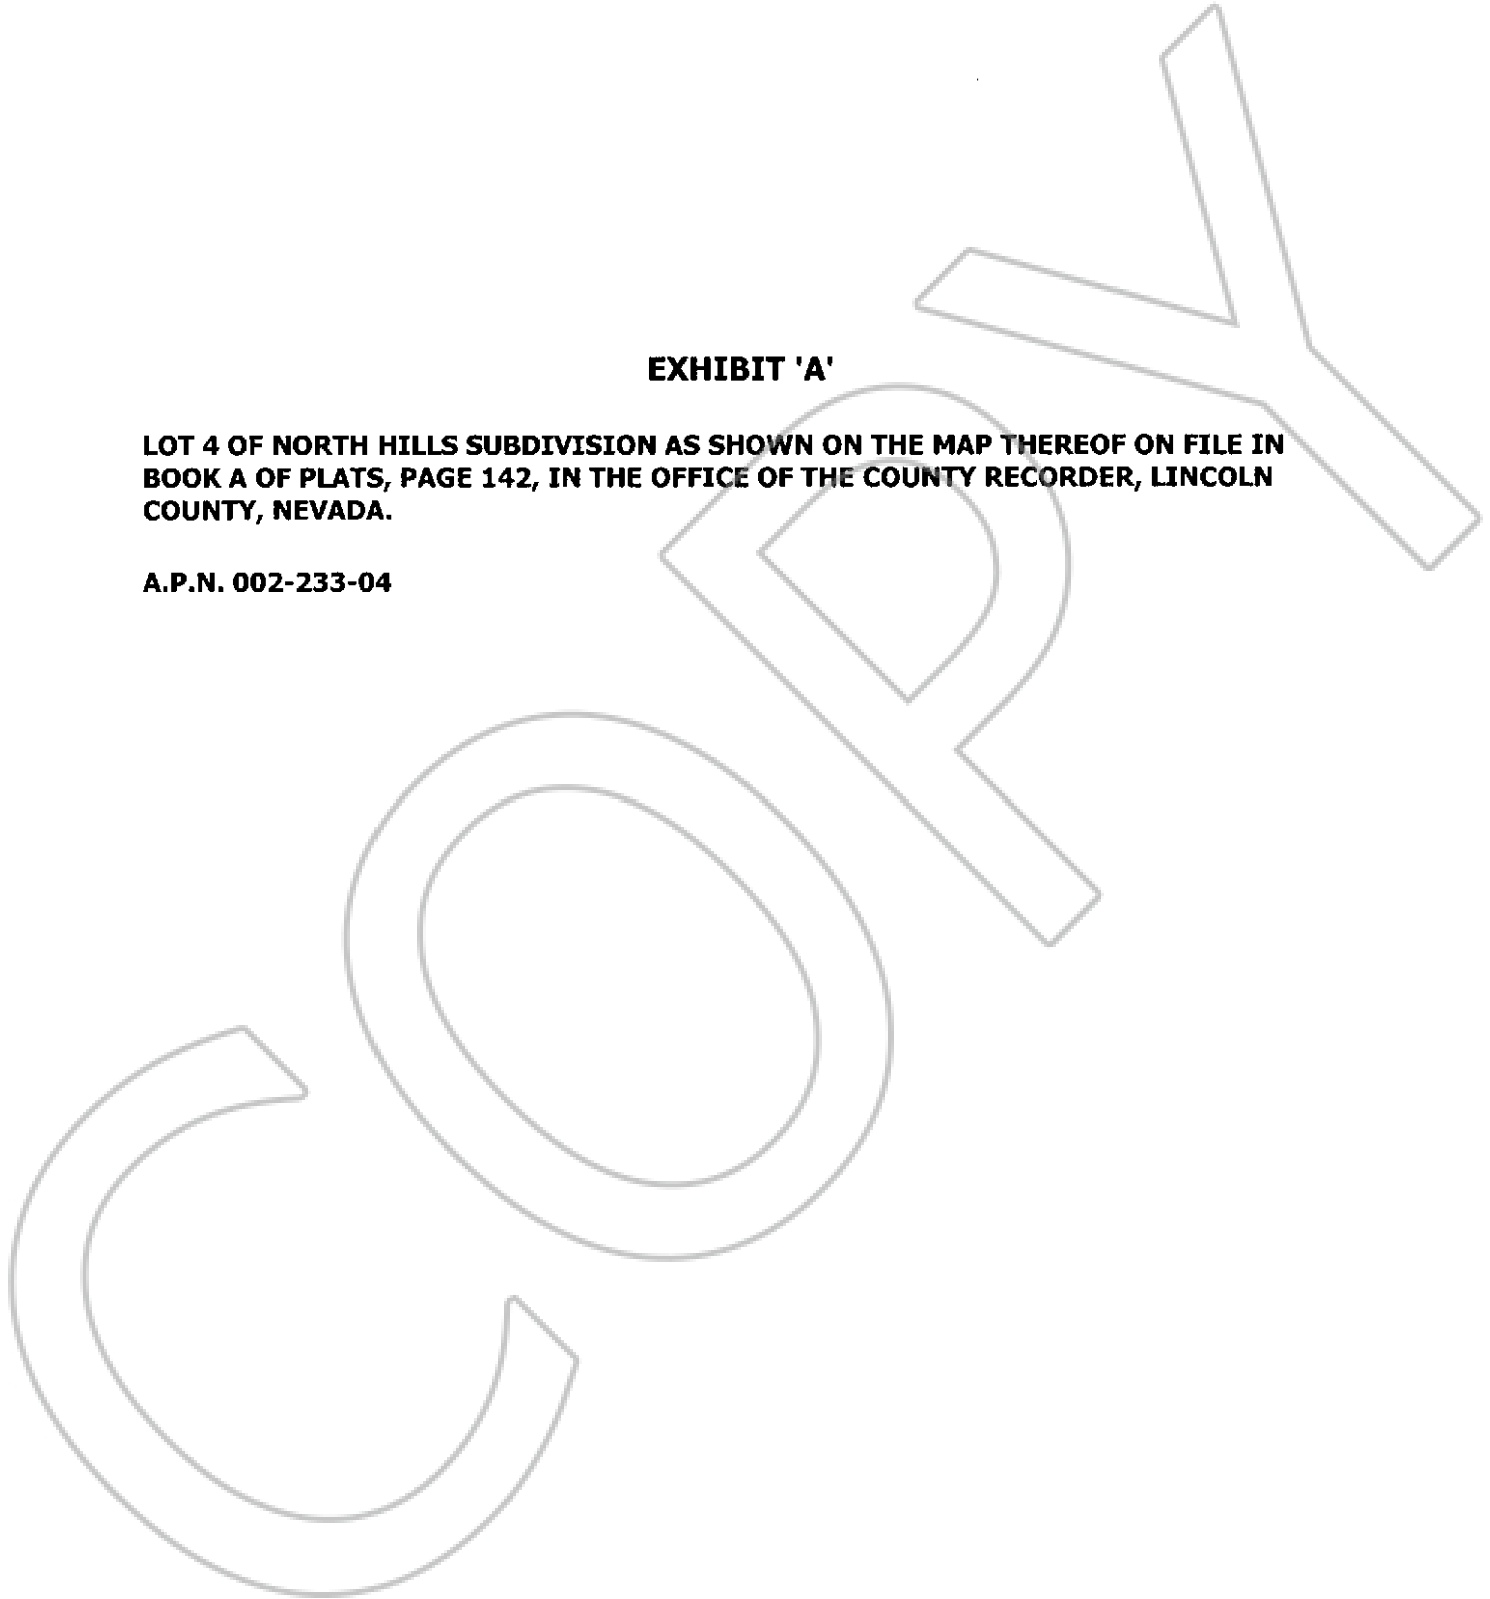 EXHIBIT 'A'
LOT 4 OF NORTH HILLS SUBDIVISION AS SHOWN ON THE MAP THEREOF ON FILE IN
BOOK A OF PLATS, PAGE 142, IN THE OFFICE OF THE COUNTY RECORDER, LINCOLN
COUNTY, NEVADA.
A.P.N. 002-233-04
COPY